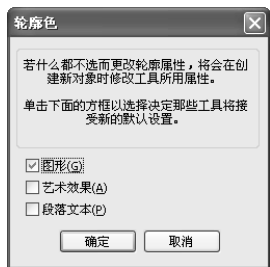 轮廓色
若什么都不选而更改轮廓属性，将会在创
建新对象时修改工具所用属性。
单击下面的方框以选择决定那些工具将接
受新的默认设置。
图形(G)
艺术效果(A)
段落文本(P)
确定 取消